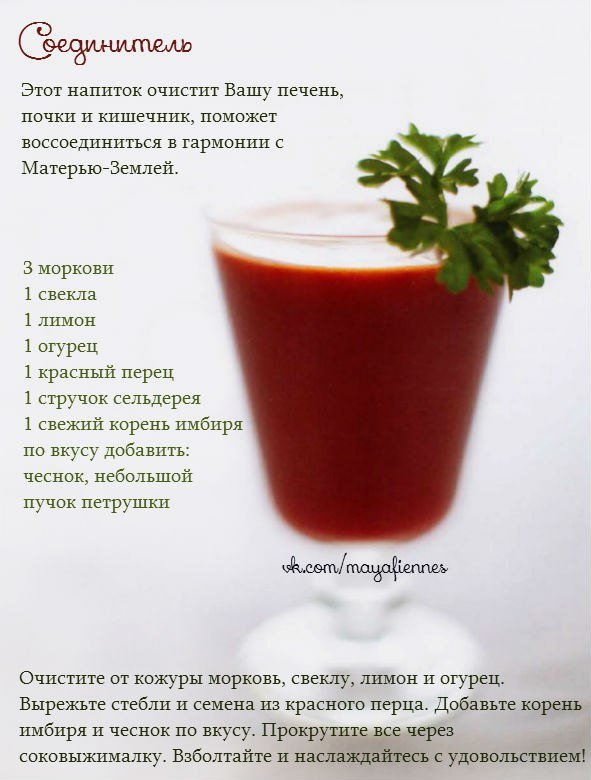 Соединитель
Этот напиток очистит Вашу печень,
почки и кишечник, поможет
воссоединиться в гармонии с
Матерью-Землей.
3 моркови
1 свекла
1 лимон
1 огурец
1 красный перец
1 стручок сельдерея
1 свежий корень имбиря
по вкусу добавить:
чеснок, небольшой
пучок петрушки
vk.com/mayafiennes
Очистите от кожуры морковь, свеклу, лимон и огурец.
Вырежьте стебли и семена из красного перца. Добавьте корень
имбиря и чеснок по вкусу. Прокрутите все через
соковыжималку. Взболтайте и наслаждайтесь с удовольствием!